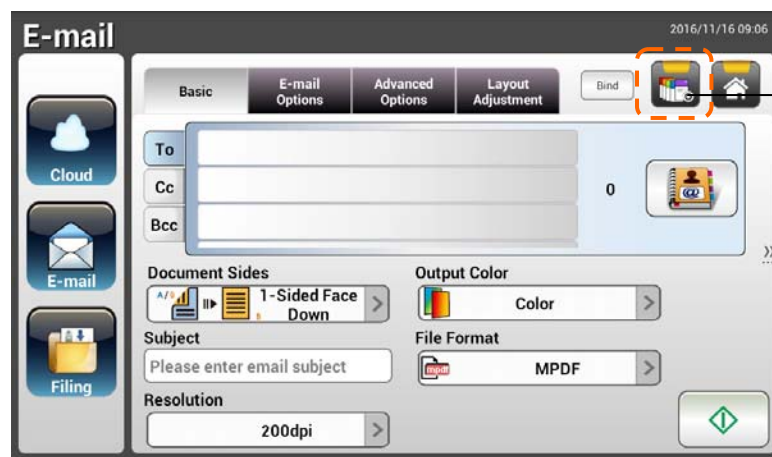 E-mail
2016/11/16 09:06
Basic
E-mail
Options
Advanced
Options
Layout
Adjustment
Bind
Cloud
To
Cc
0
Bcc
E-mail
Document Sides
Output Color
1-Sided Face
Down
Color
Subject
File Format
Please enter email subject
mpdf
MPDF
Filing
Resolution
200dpi